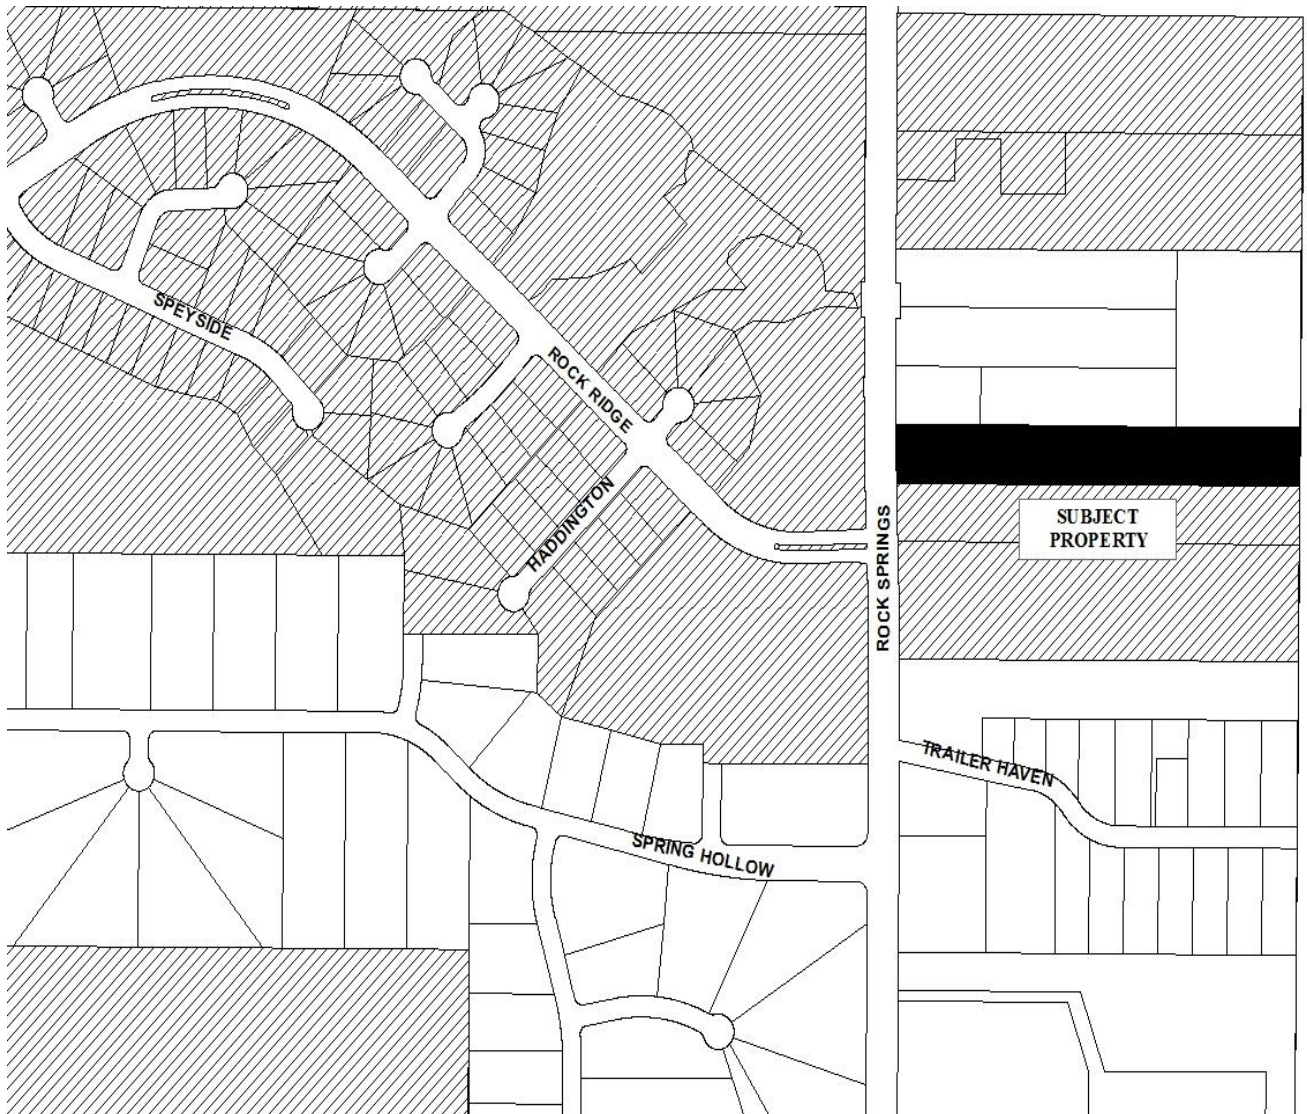 SPEYSIDE
ROCK RIDGE
HADDINGTON
ROCK SPRINGS
SUBJECT
PROPERTY
TRAILER HAVEN
SPRING HOLLOW